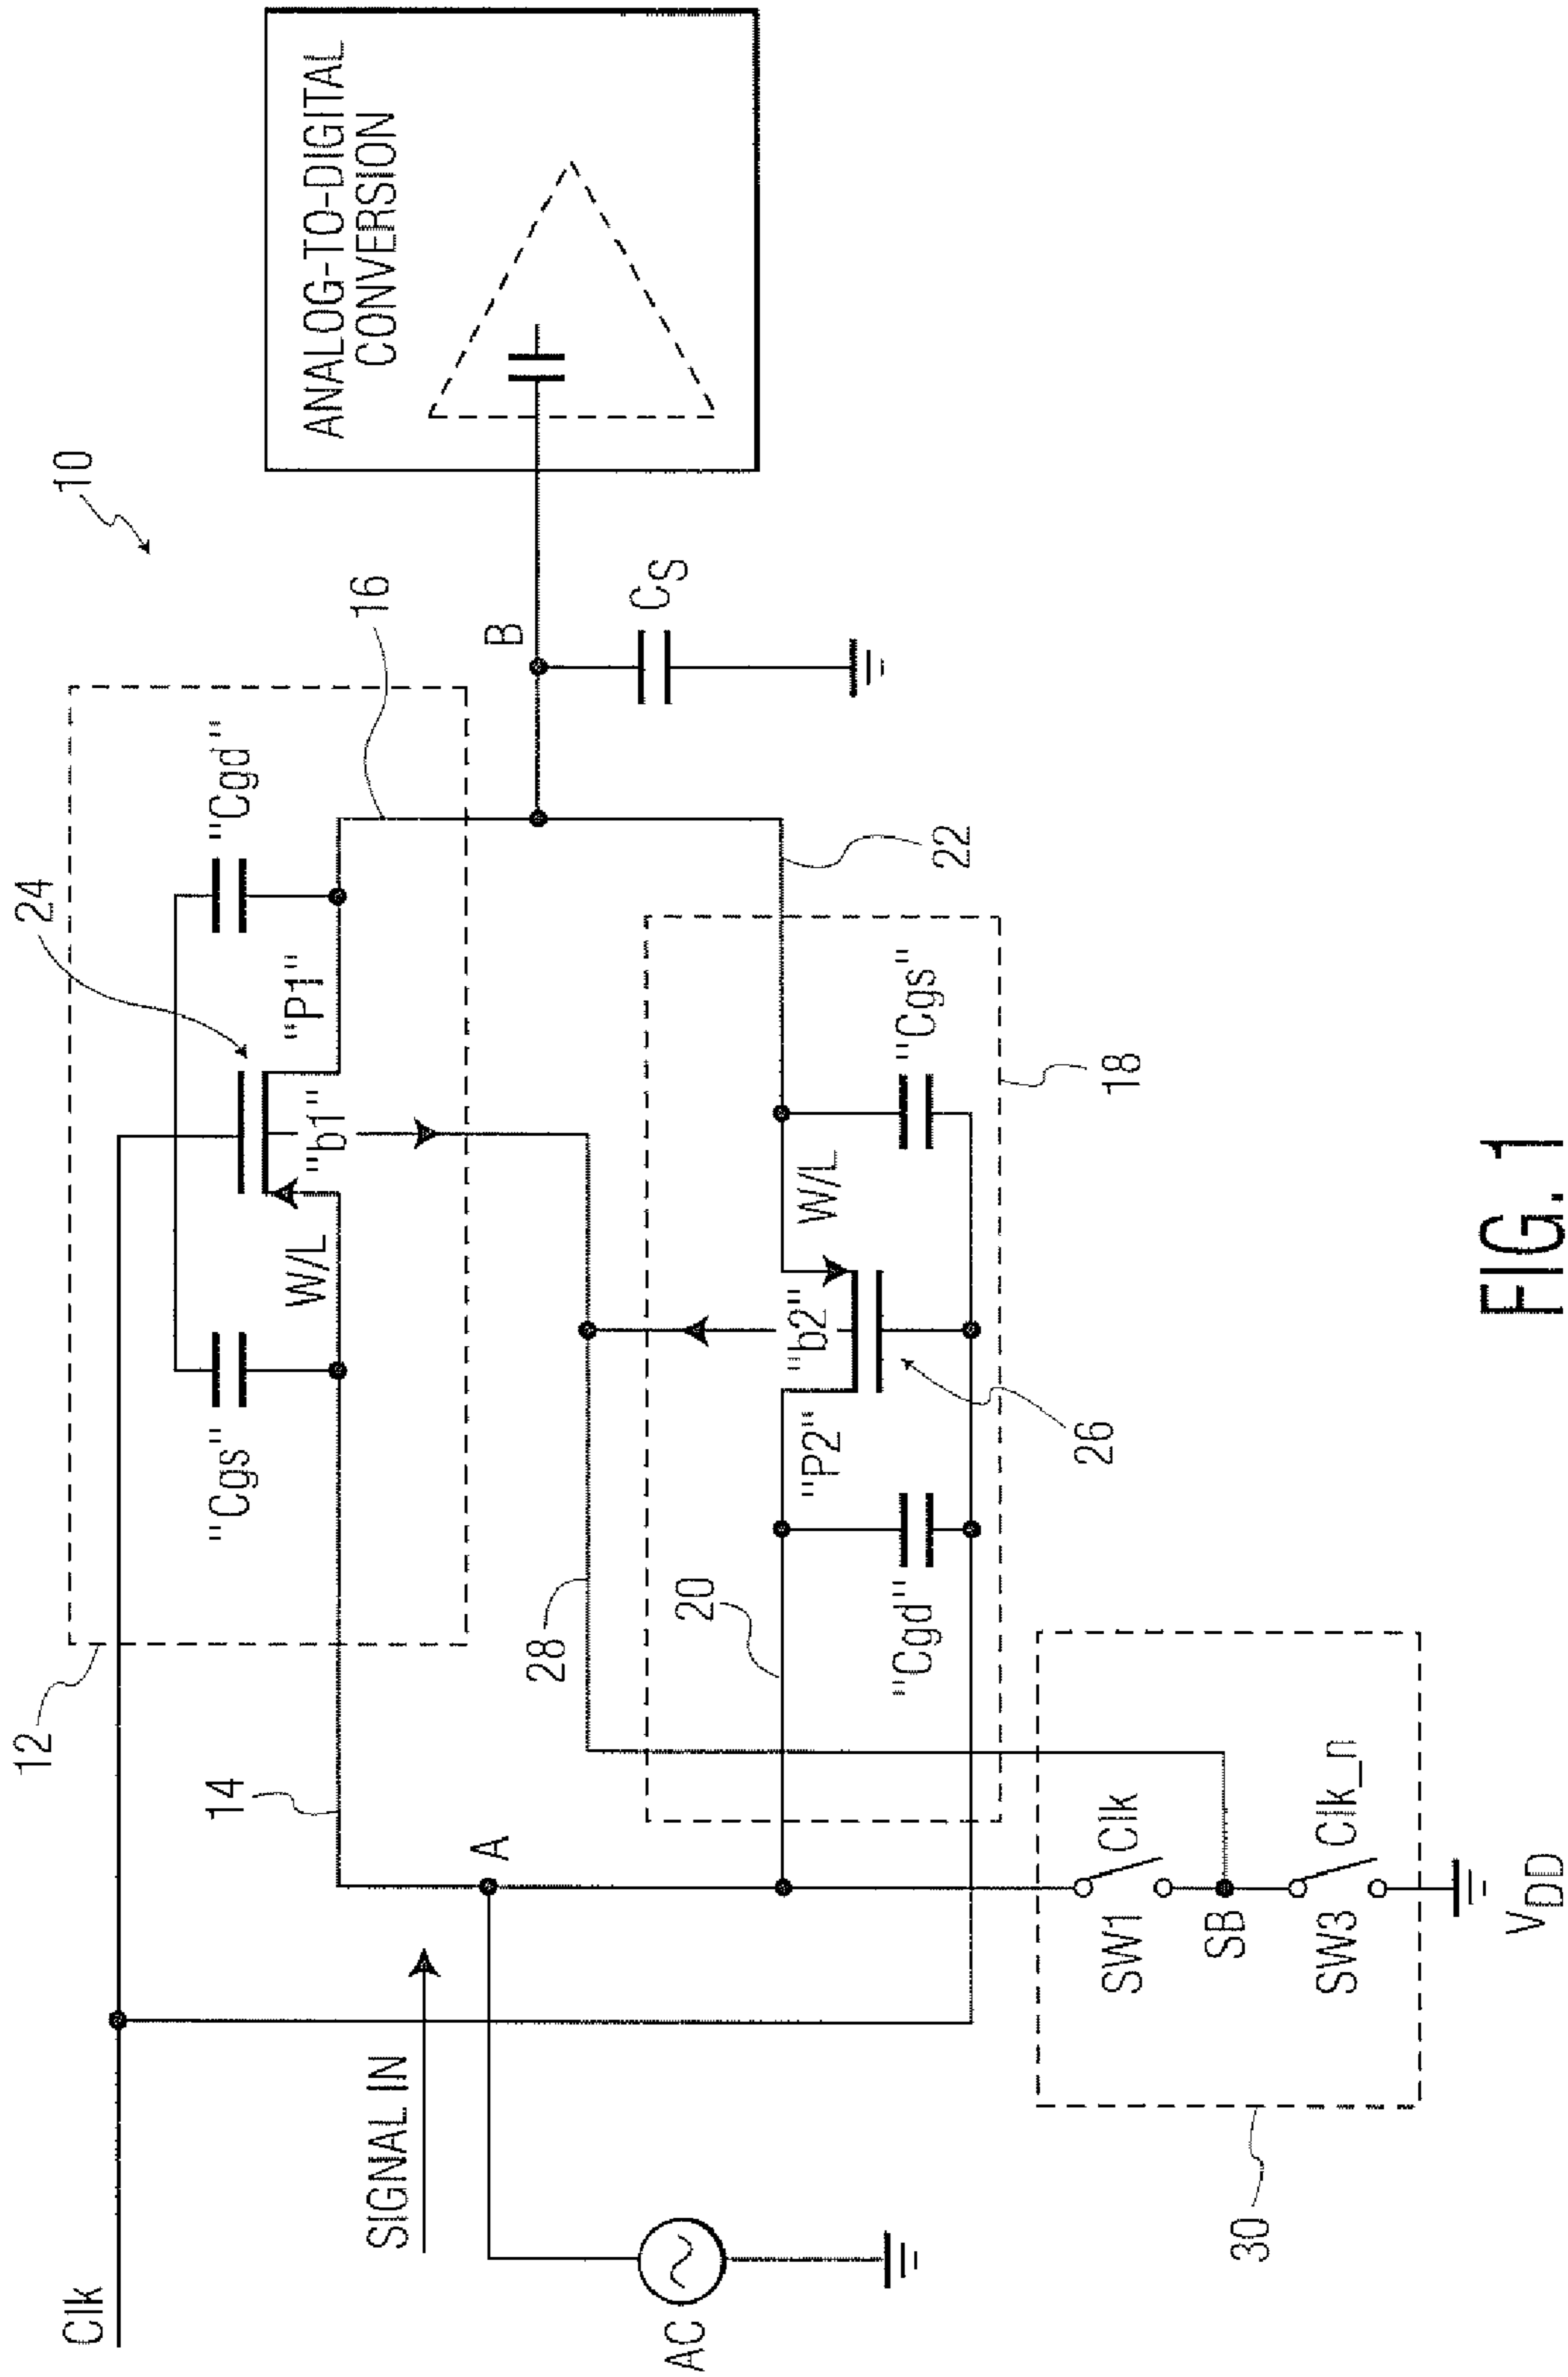 Clk
SIGNAL IN
AC
A
14
12
"Cgs"
W/L
"b1"
"P1"
24
"Cgd"
16
10
ANALOG-TO-DIGITAL
CONVERSION
B
CS
28
20
"P2"
"b2"
W/L
"Cgs"
22
"Cgd"
26
18
SW1
Clk
SB
SW3
Clk_n
30
VDD
FIG. 1